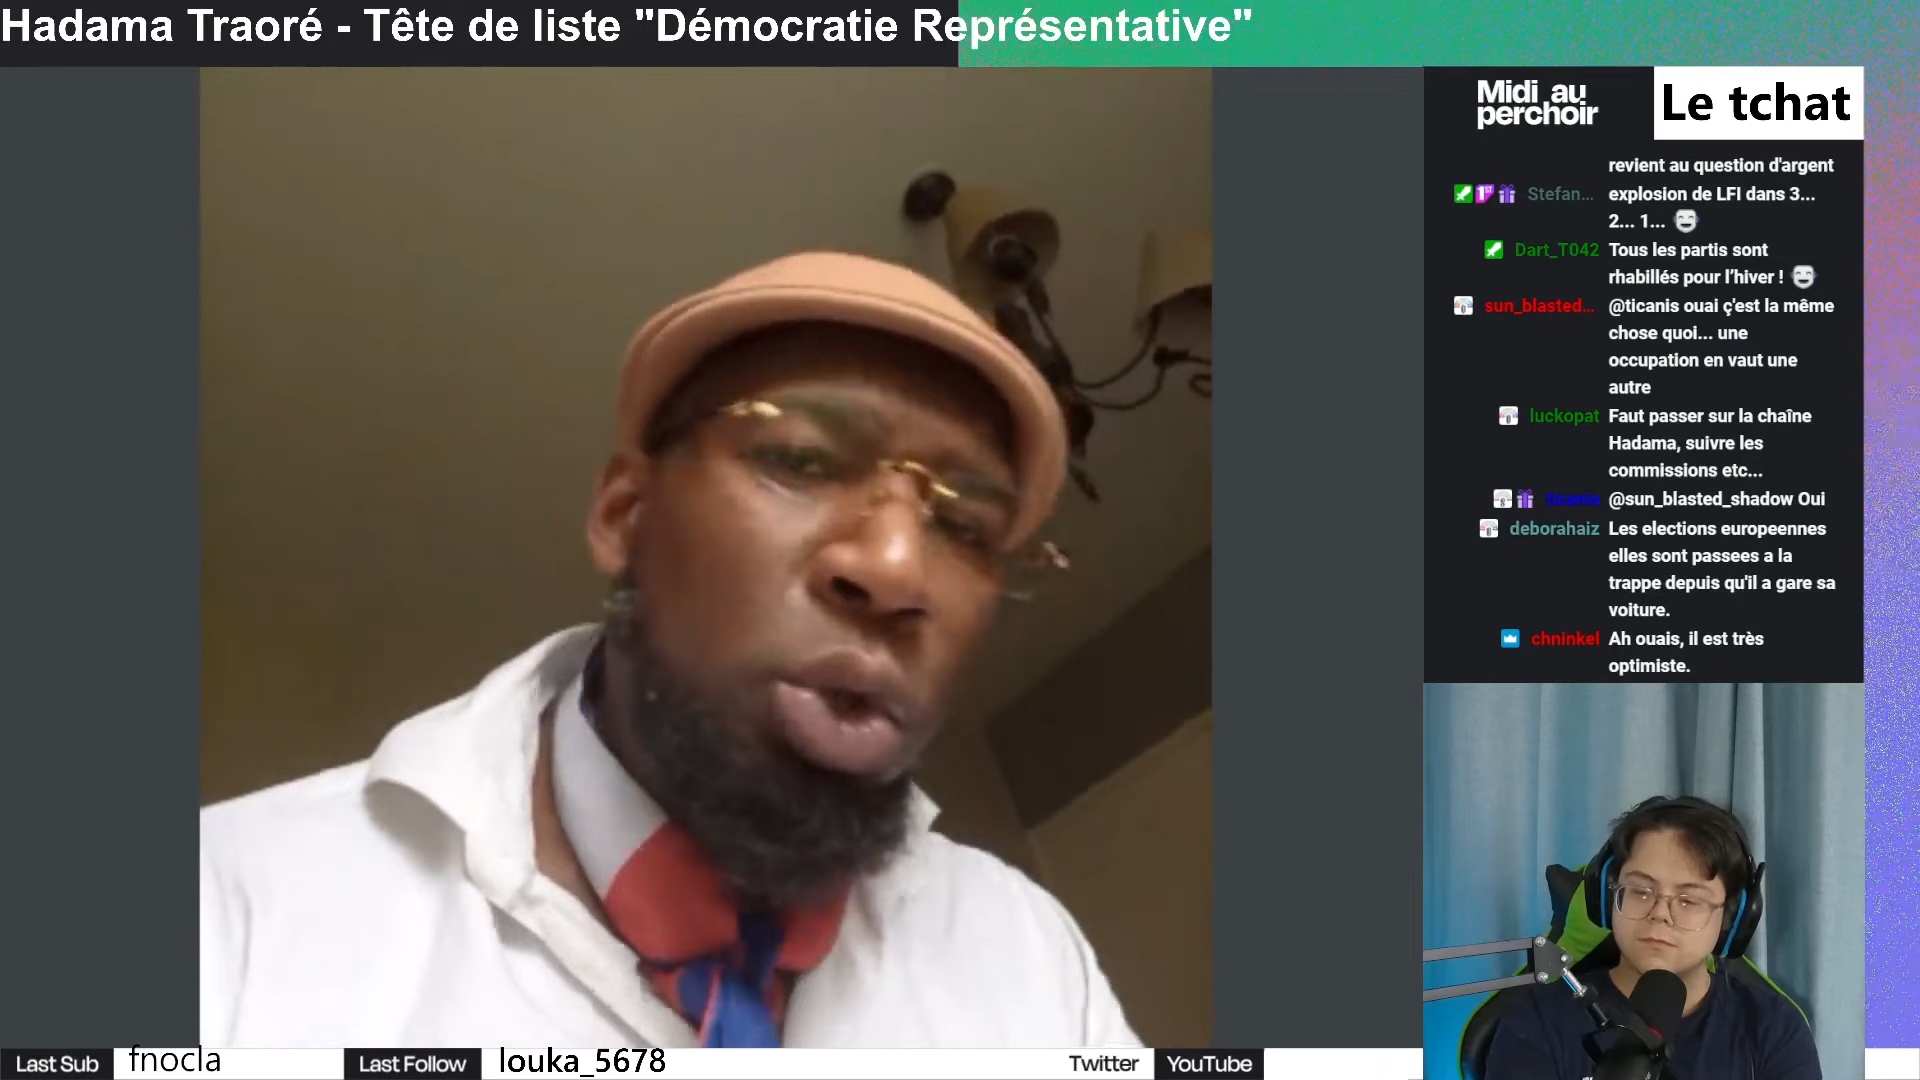 Hadama Traoré - Tête de liste "Démocratie Représentative"
Midi au
perchoir
Le tchat
revient au question d'argent
Stefan... explosion de LFI dans 3...
2... 1...
Dart_T042 Tous les partis sont
rhabillés pour l'hiver !
sun_blasted... @ticanis ouai ç'est la même
chose quoi... une
occupation en vaut une
autre
luckopat Faut passer sur la chaîne
Hadama, suivre les
commissions etc...
ticanis @sun_blasted_shadow Oui
deborahaiz Les elections europeennes
elles sont passees a la
trappe depuis qu'il a gare sa
voiture.
chninkel Ah ouais, il est très
optimiste.
Last Sub fnocla Last Follow louka_5678 Twitter YouTube